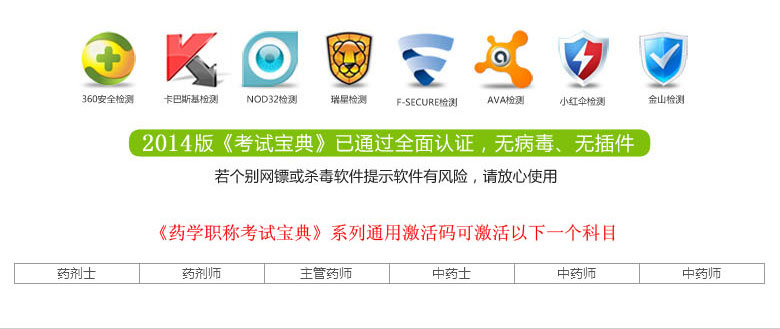 360安全检测 卡巴斯基检测 NOD32检测 瑞星检测 F-SECURE检测 AVA检测 小红伞检测 金山检测
2014版《考试宝典》已通过全面认证，无病毒、无插件
若个别网镖或杀毒软件提示软件有风险，请放心使用
《药学职称考试宝典》系列通用激活码可激活以下一个科目
药剂士 药剂师 主管药师 中药士 中药师 中药师